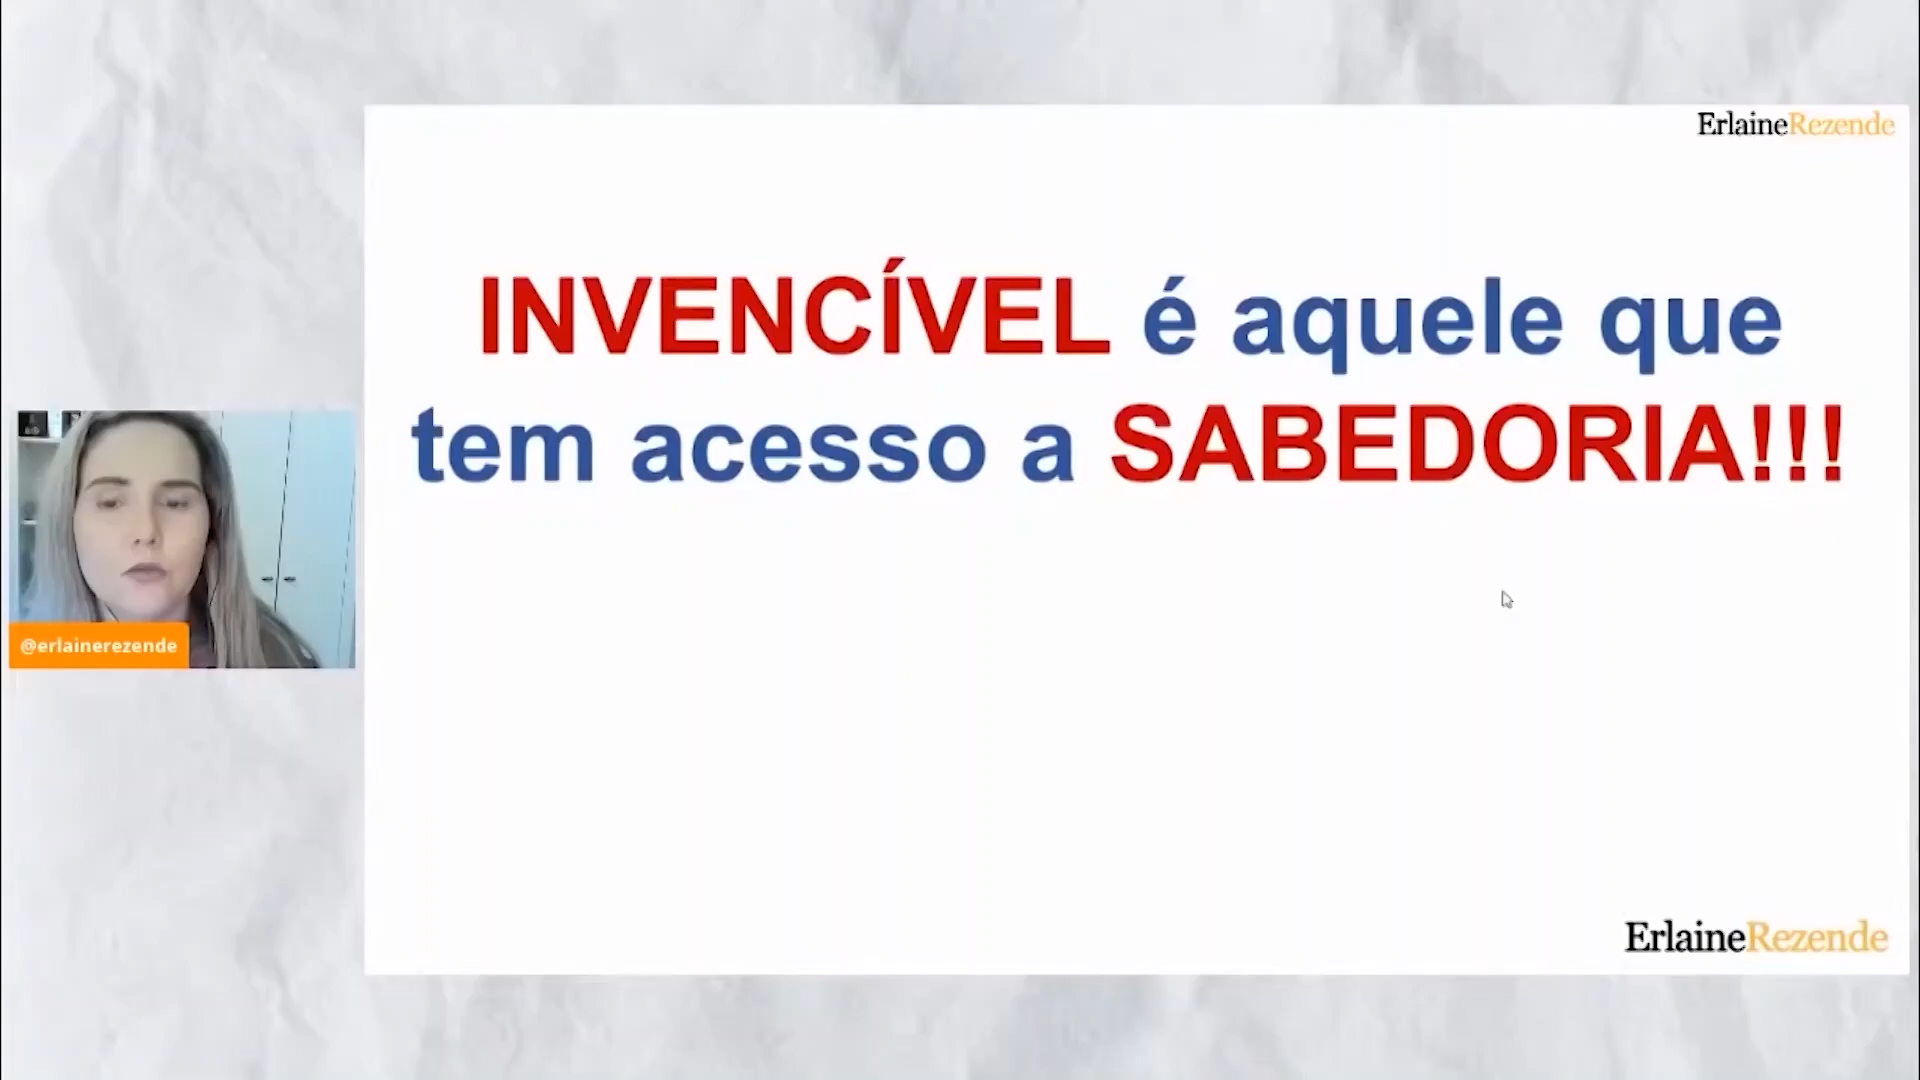 ErlaineRezende
INVENCÍVEL é aquele que
tem acesso a SABEDORIA!!!
@erlainerezende
ErlaineRezende